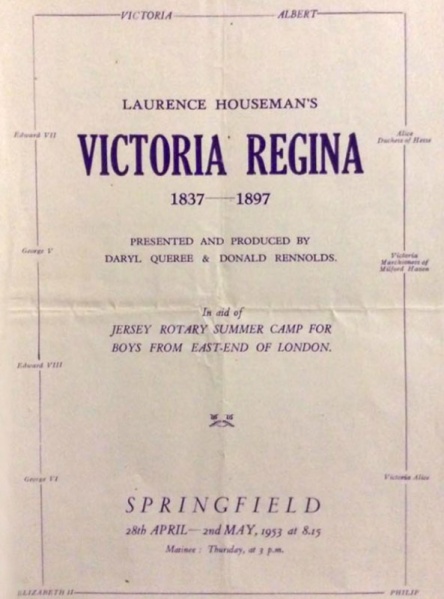 VICTORIA ALBERT
LAURENCE HOUSEMAN'S
Edward VII
Alice
Duchess of Hesse
VICTORIA REGINA
1837 — 1897
PRESENTED AND PRODUCED BY
George V
Victoria
Marchioness of
Milford Haven
DARYL QUEREE & DONALD RENNOLDS.
In aid of
JERSEY ROTARY SUMMER CAMP FOR
BOYS FROM EAST-END OF LONDON.
Edward VIII
George VI
Victoria Alice
SPRINGFIELD
28th APRIL — 2nd MAY, 1953 at 8.15
Matinee : Thursday, at 3 p.m.
ELIZABETH II PHILIP